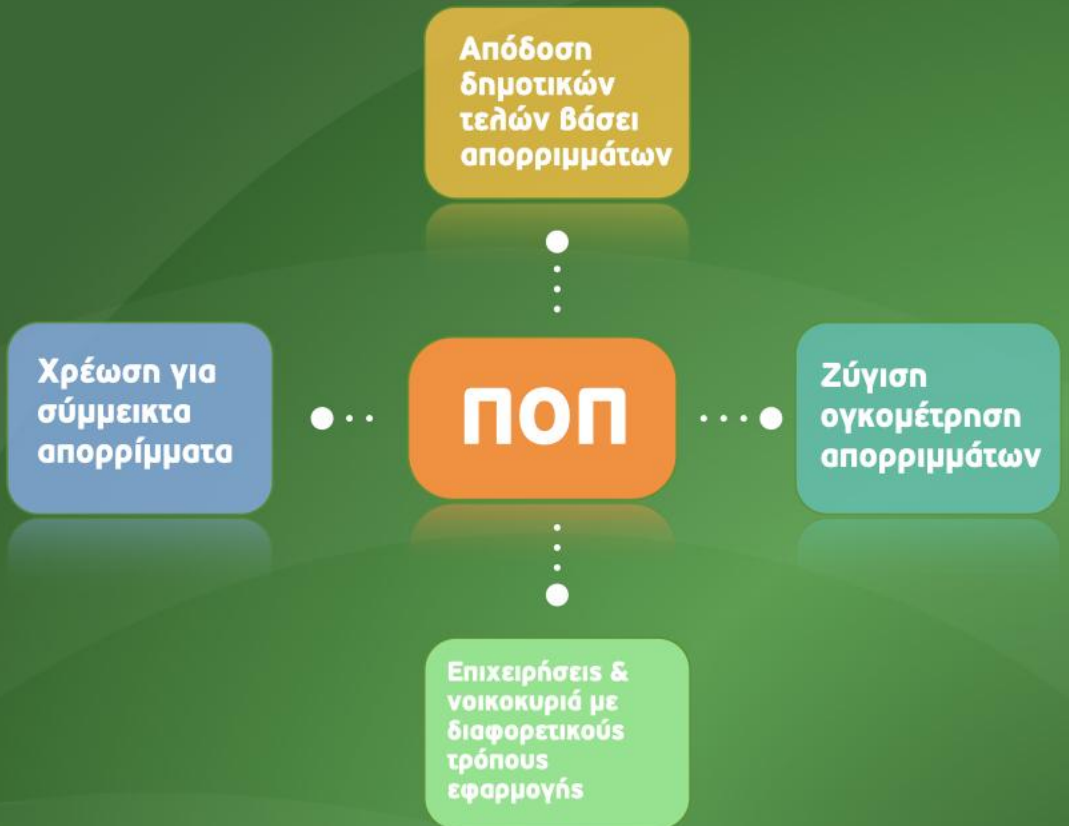 Απόδοση
δημοτικών
τελών βάσει
απορριμμάτων
Χρέωση για
σύμμεικτα
απορρίμματα
ΠΟΠ
Ζύγιση
ογκομέτρηση
απορριμμάτων
Επιχειρήσεις &
νοικοκυριά με
διαφορετικούς
τρόπους
εφαρμογής